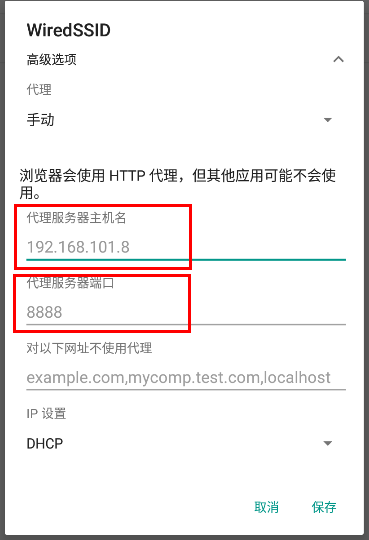 WiredSSID
高级选项
代理
手动
浏览器会使用 HTTP 代理，但其他应用可能不会使
用。
代理服务器主机名
192.168.101.8
代理服务器端口
8888
对以下网址不使用代理
example.com,mycomp.test.com,localhost
IP 设置
DHCP
取消 保存